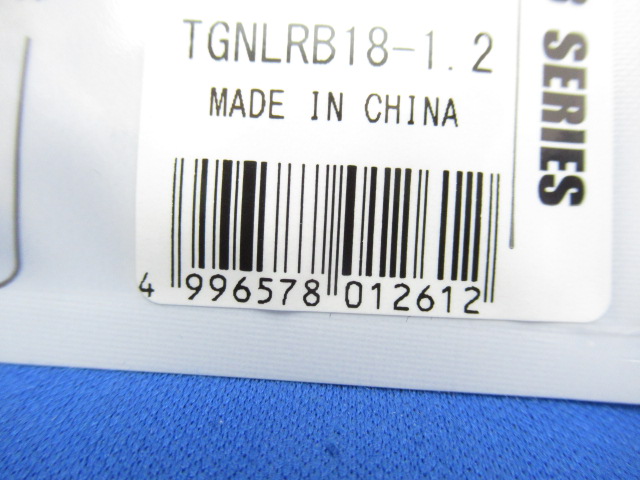 TGNLRB18-1.2
MADE IN CHINA
SERIES
4 996578 012612